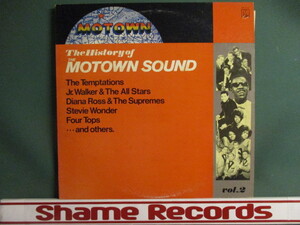 MOTOWN
The History of
The MOTOWN SOUND
The Temptations
Jr. Walker & The All Stars
Diana Ross & The Supremes
Stevie Wonder
Four Tops
. . . and others.
vol.2
Shame Records